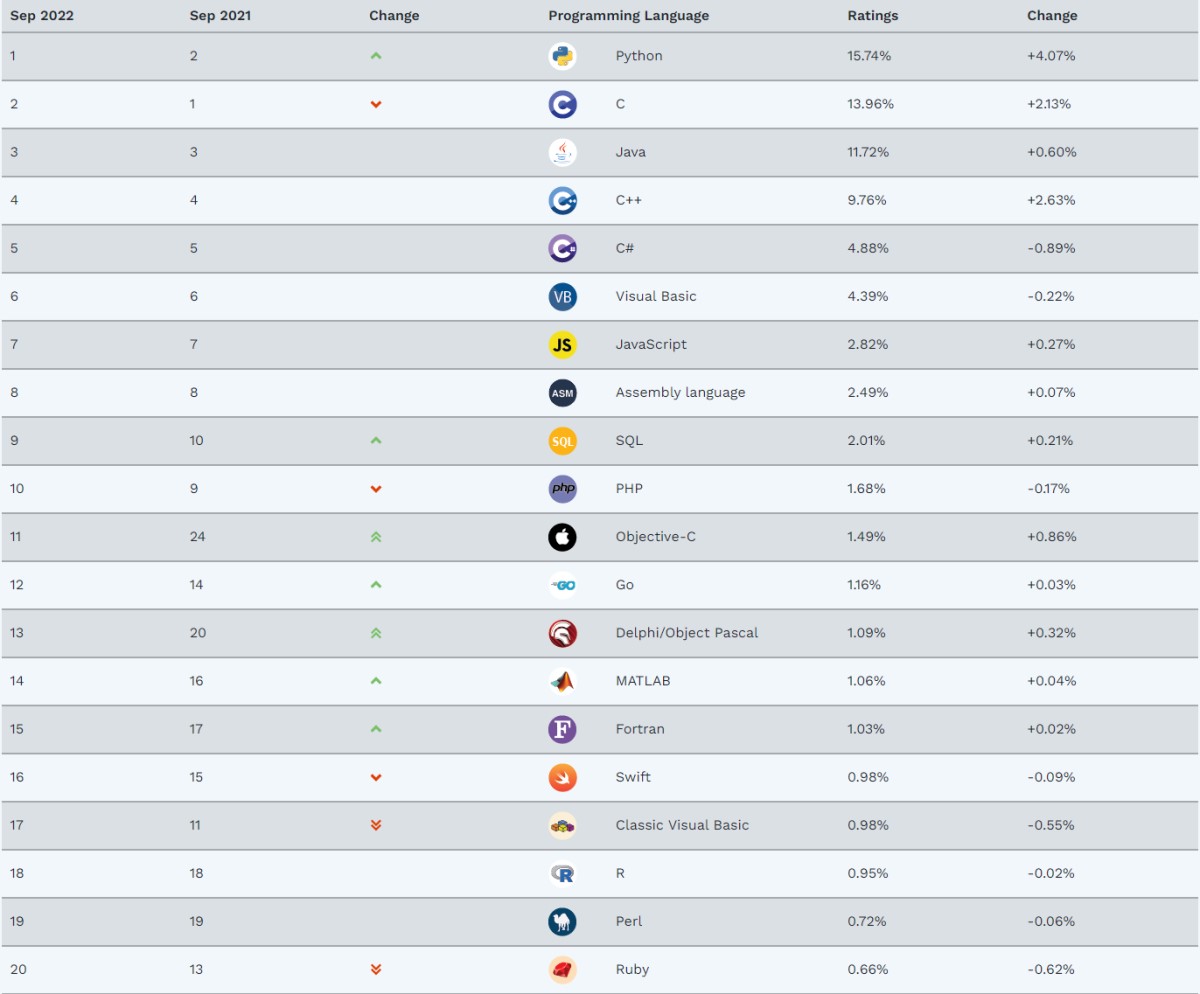 Sep 2022 Sep 2021 Change Programming Language Ratings Change
1 2 Python 15.74% +4.07%
2 1 C C 13.96% +2.13%
3 3 Java 11.72% +0.60%
4 4 C++ C++ 9.76% +2.63%
5 5 C# C# 4.88% -0.89%
6 6 VB Visual Basic 4.39% -0.22%
7 7 JS JavaScript 2.82% +0.27%
8 8 ASM Assembly language 2.49% +0.07%
9 10 SQL SQL 2.01% +0.21%
10 9 php PHP 1.68% -0.17%
11 24 Objective-C 1.49% +0.86%
12 14 GO Go 1.16% +0.03%
13 20 Delphi/Object Pascal 1.09% +0.32%
14 16 MATLAB 1.06% +0.04%
15 17 F Fortran 1.03% +0.02%
16 15 Swift 0.98% -0.09%
17 11 Classic Visual Basic 0.98% -0.55%
18 18 R R 0.95% -0.02%
19 19 Perl 0.72% -0.06%
20 13 Ruby 0.66% -0.62%